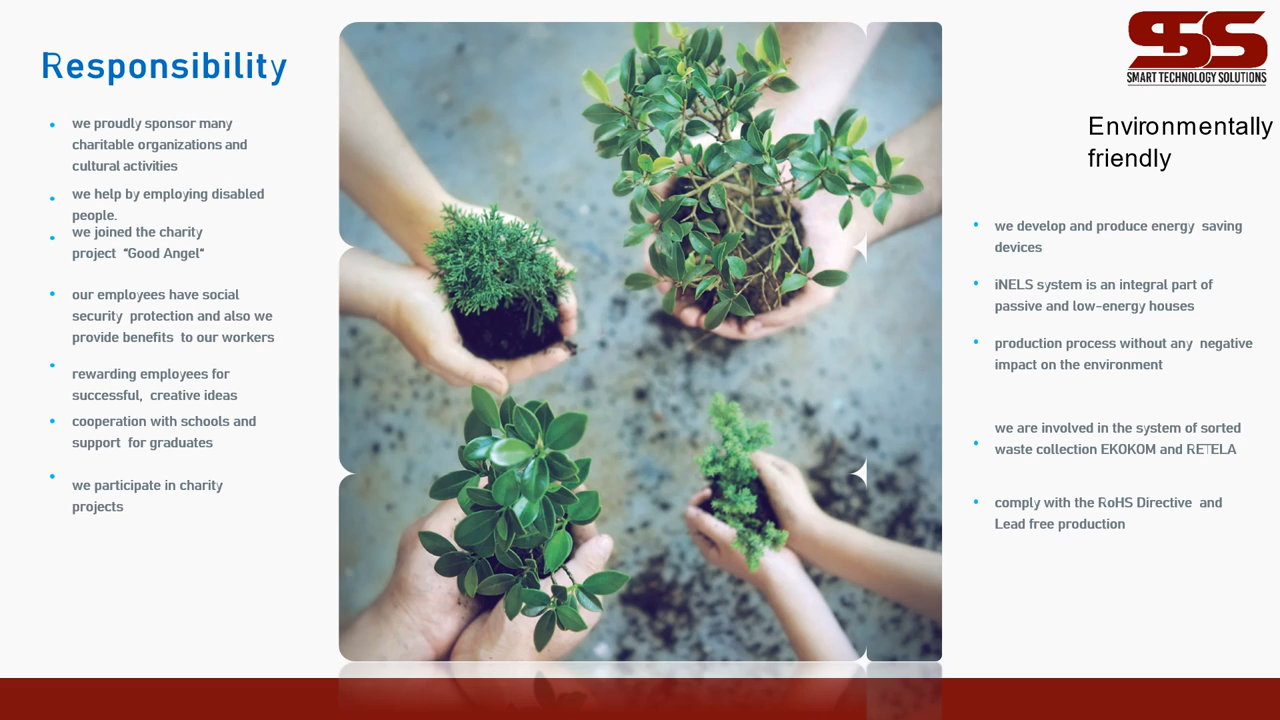 Responsibility
we proudly sponsor many
charitable organizations and
cultural activities
we help by employing disabled
people.
we joined the charity
project "Good Angel"
our employees have social
security protection and also we
provide benefits to our workers
rewarding employees for
successful, creative ideas
cooperation with schools and
support for graduates
we participate in charity
projects
SS
SMART TECHNOLOGY SOLUTIONS
Environmentally
friendly
we develop and produce energy saving
devices
iNELS system is an integral part of
passive and low-energy houses
production process without any negative
impact on the environment
we are involved in the system of sorted
waste collection EKOKOM and RETELA
comply with the RoHS Directive and
Lead free production